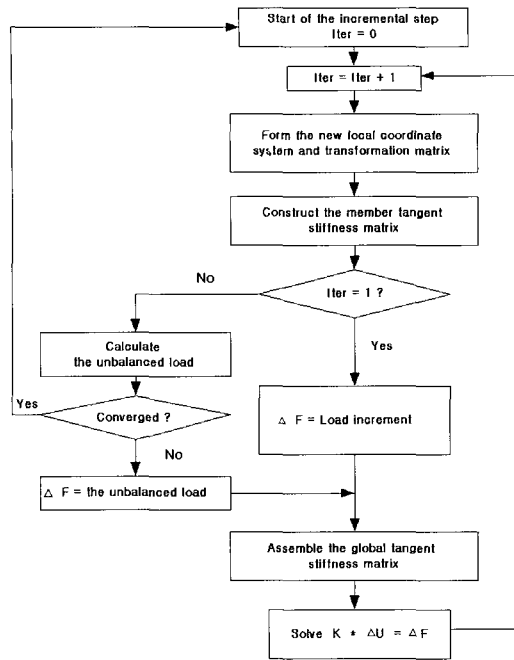 Start of the incremental step
Iter = 0
Iter = Iter + 1
Form the new local coordinate
system and transformation matrix
Construct the member tangent
stiffness matrix
Iter = 1 ?
No
Yes
Calculate
the unbalanced load
Converged ?
Yes
No
△ F = Load increment
△ F = the unbalanced load
Assemble the global tangent
stiffness matrix
Solve K * △U = △F